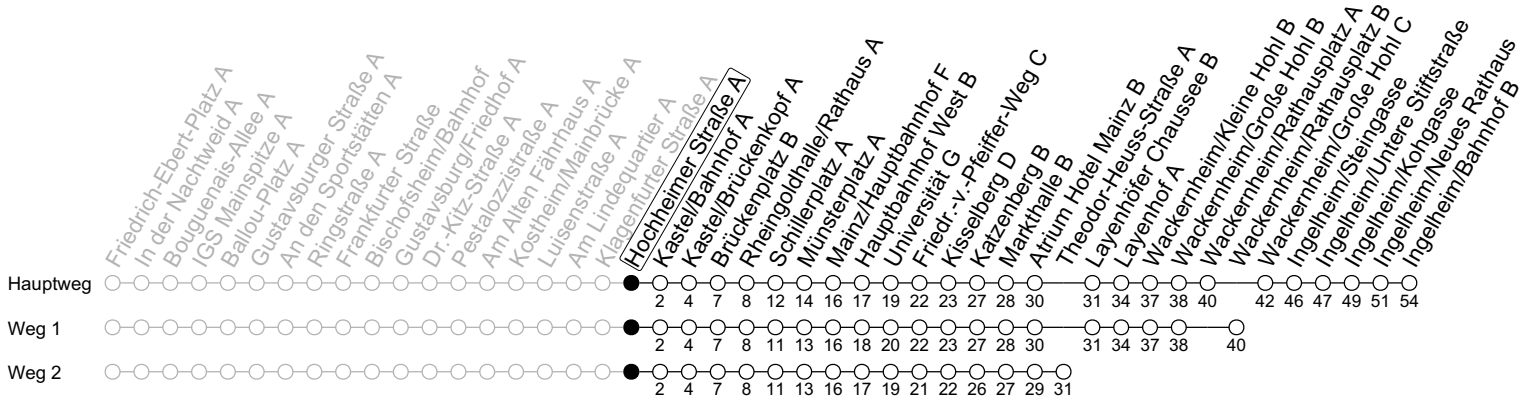 Friedrich-Ebert-Platz A
In der Nachtweid A
Bouguenais-Allee A
IGS Mainspitze A
Ballou-Platz A
Gustavsburger Straße A
An den Sportstätten A
Ringstraße A
Frankfurter Straße
Bischofsheim/Bahnhof
Gustavsburg/Friedhof A
Dr.-Kitz-Straße A
Pestalozzistraße A
Am Alten Fährhaus A
Kostheim/Mainbrücke A
Luisenstraße A
Am Lindequartier A
Klagenfurter Straße A
Hochheimer Straße A
Kastel/Bahnhof A
Kastel/Brückenkopf A
Brückenplatz B
Rheingoldhalle/Rathaus A
Schillerplatz A
Münsterplatz A
Mainz/Hauptbahnhof F
Hauptbahnhof West B
Universität G
Friedr.-v.-Pfeiffer-Weg C
Kisselberg D
Katzenberg B
Markthalle B
Atrium Hotel Mainz B
Theodor-Heuss-Straße A
Layenhöfer Chaussee B
Layenhof A
Wackernheim/Kleine Hohl B
Wackernheim/Große Hohl B
Wackernheim/Rathausplatz A
Wackernheim/Rathausplatz B
Wackernheim/Große Hohl C
Ingelheim/Steingasse
Ingelheim/Untere Stiftstraße
Ingelheim/Kohgasse
Ingelheim/Neues Rathaus
Ingelheim/Bahnhof B
Hauptweg
2 4 7 8 12 14 16 17 19 22 23 27 28 30 31 34 37 38 40 42 46 47 49 51 54
Weg 1
2 4 7 8 11 13 16 18 20 22 23 27 28 30 31 34 37 38 40
Weg 2
2 4 7 8 11 13 16 17 19 21 22 26 27 29 31